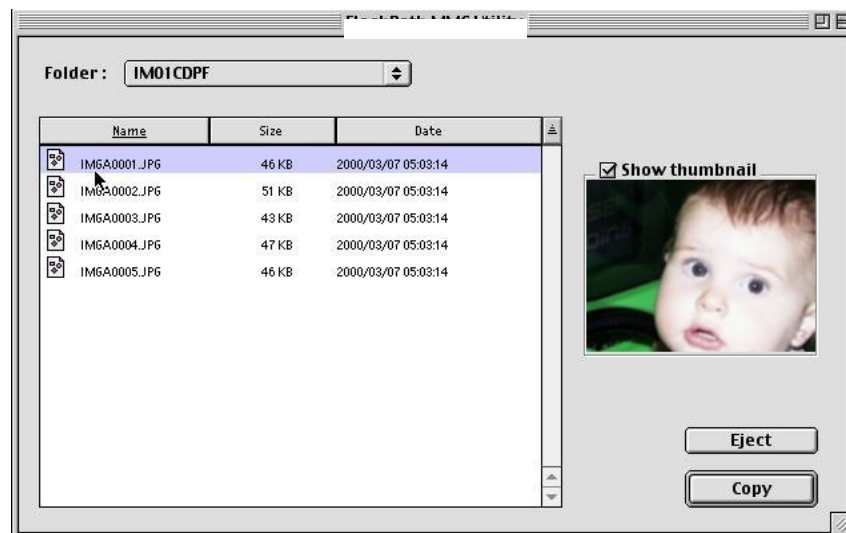 Folder : IM01CDPF
Name Size Date
IMGA0001.JPG 46 KB 2000/03/07 05:03:14
IMGA0002.JPG 51 KB 2000/03/07 05:03:14
IMGA0003.JPG 43 KB 2000/03/07 05:03:14
IMGA0004.JPG 47 KB 2000/03/07 05:03:14
IMGA0005.JPG 46 KB 2000/03/07 05:03:14
Show thumbnail
Eject
Copy